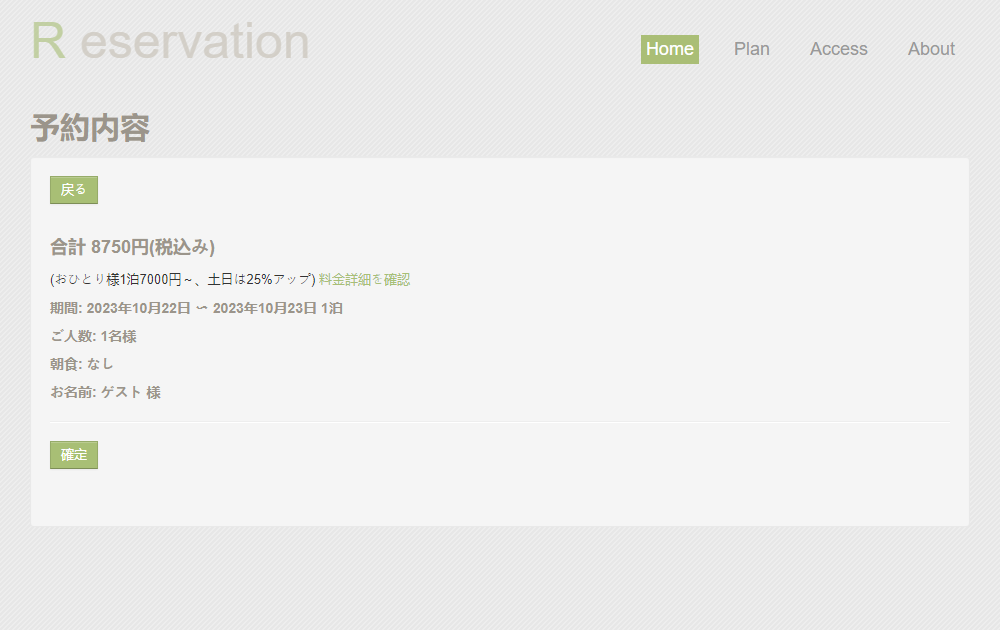 R eservation
Home Plan Access About
予約内容
戻る
合計 8750円(税込み)
(おひとり様1泊7000円~、土日は25%アップ) 料金詳細を確認
期間: 2023年10月22日 〜 2023年10月23日 1泊
ご人数: 1名様
朝食: なし
お名前: ゲスト 様
確定